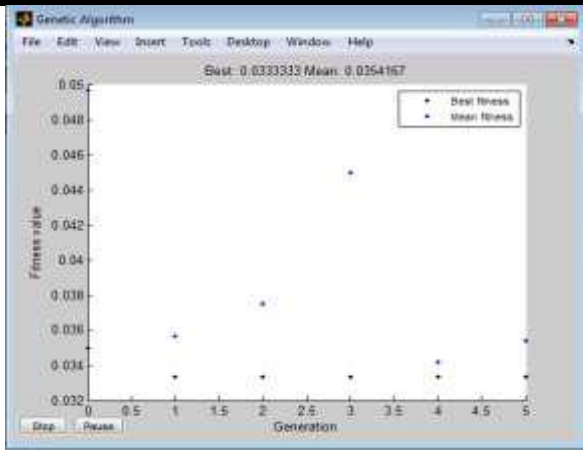 Genetic Algorithm
File Edit View Insert Tools Desktop Window Help
Best: 0.0333333 Mean: 0.0354167
Best fitness
Mean fitness
0.05
0.048
0.046
0.044
0.042
0.04
0.038
0.036
0.034
0.032
Fitness value
0 0.5 1 1.5 2 2.5 3 3.5 4 4.5 5
Generation
Stop Pause